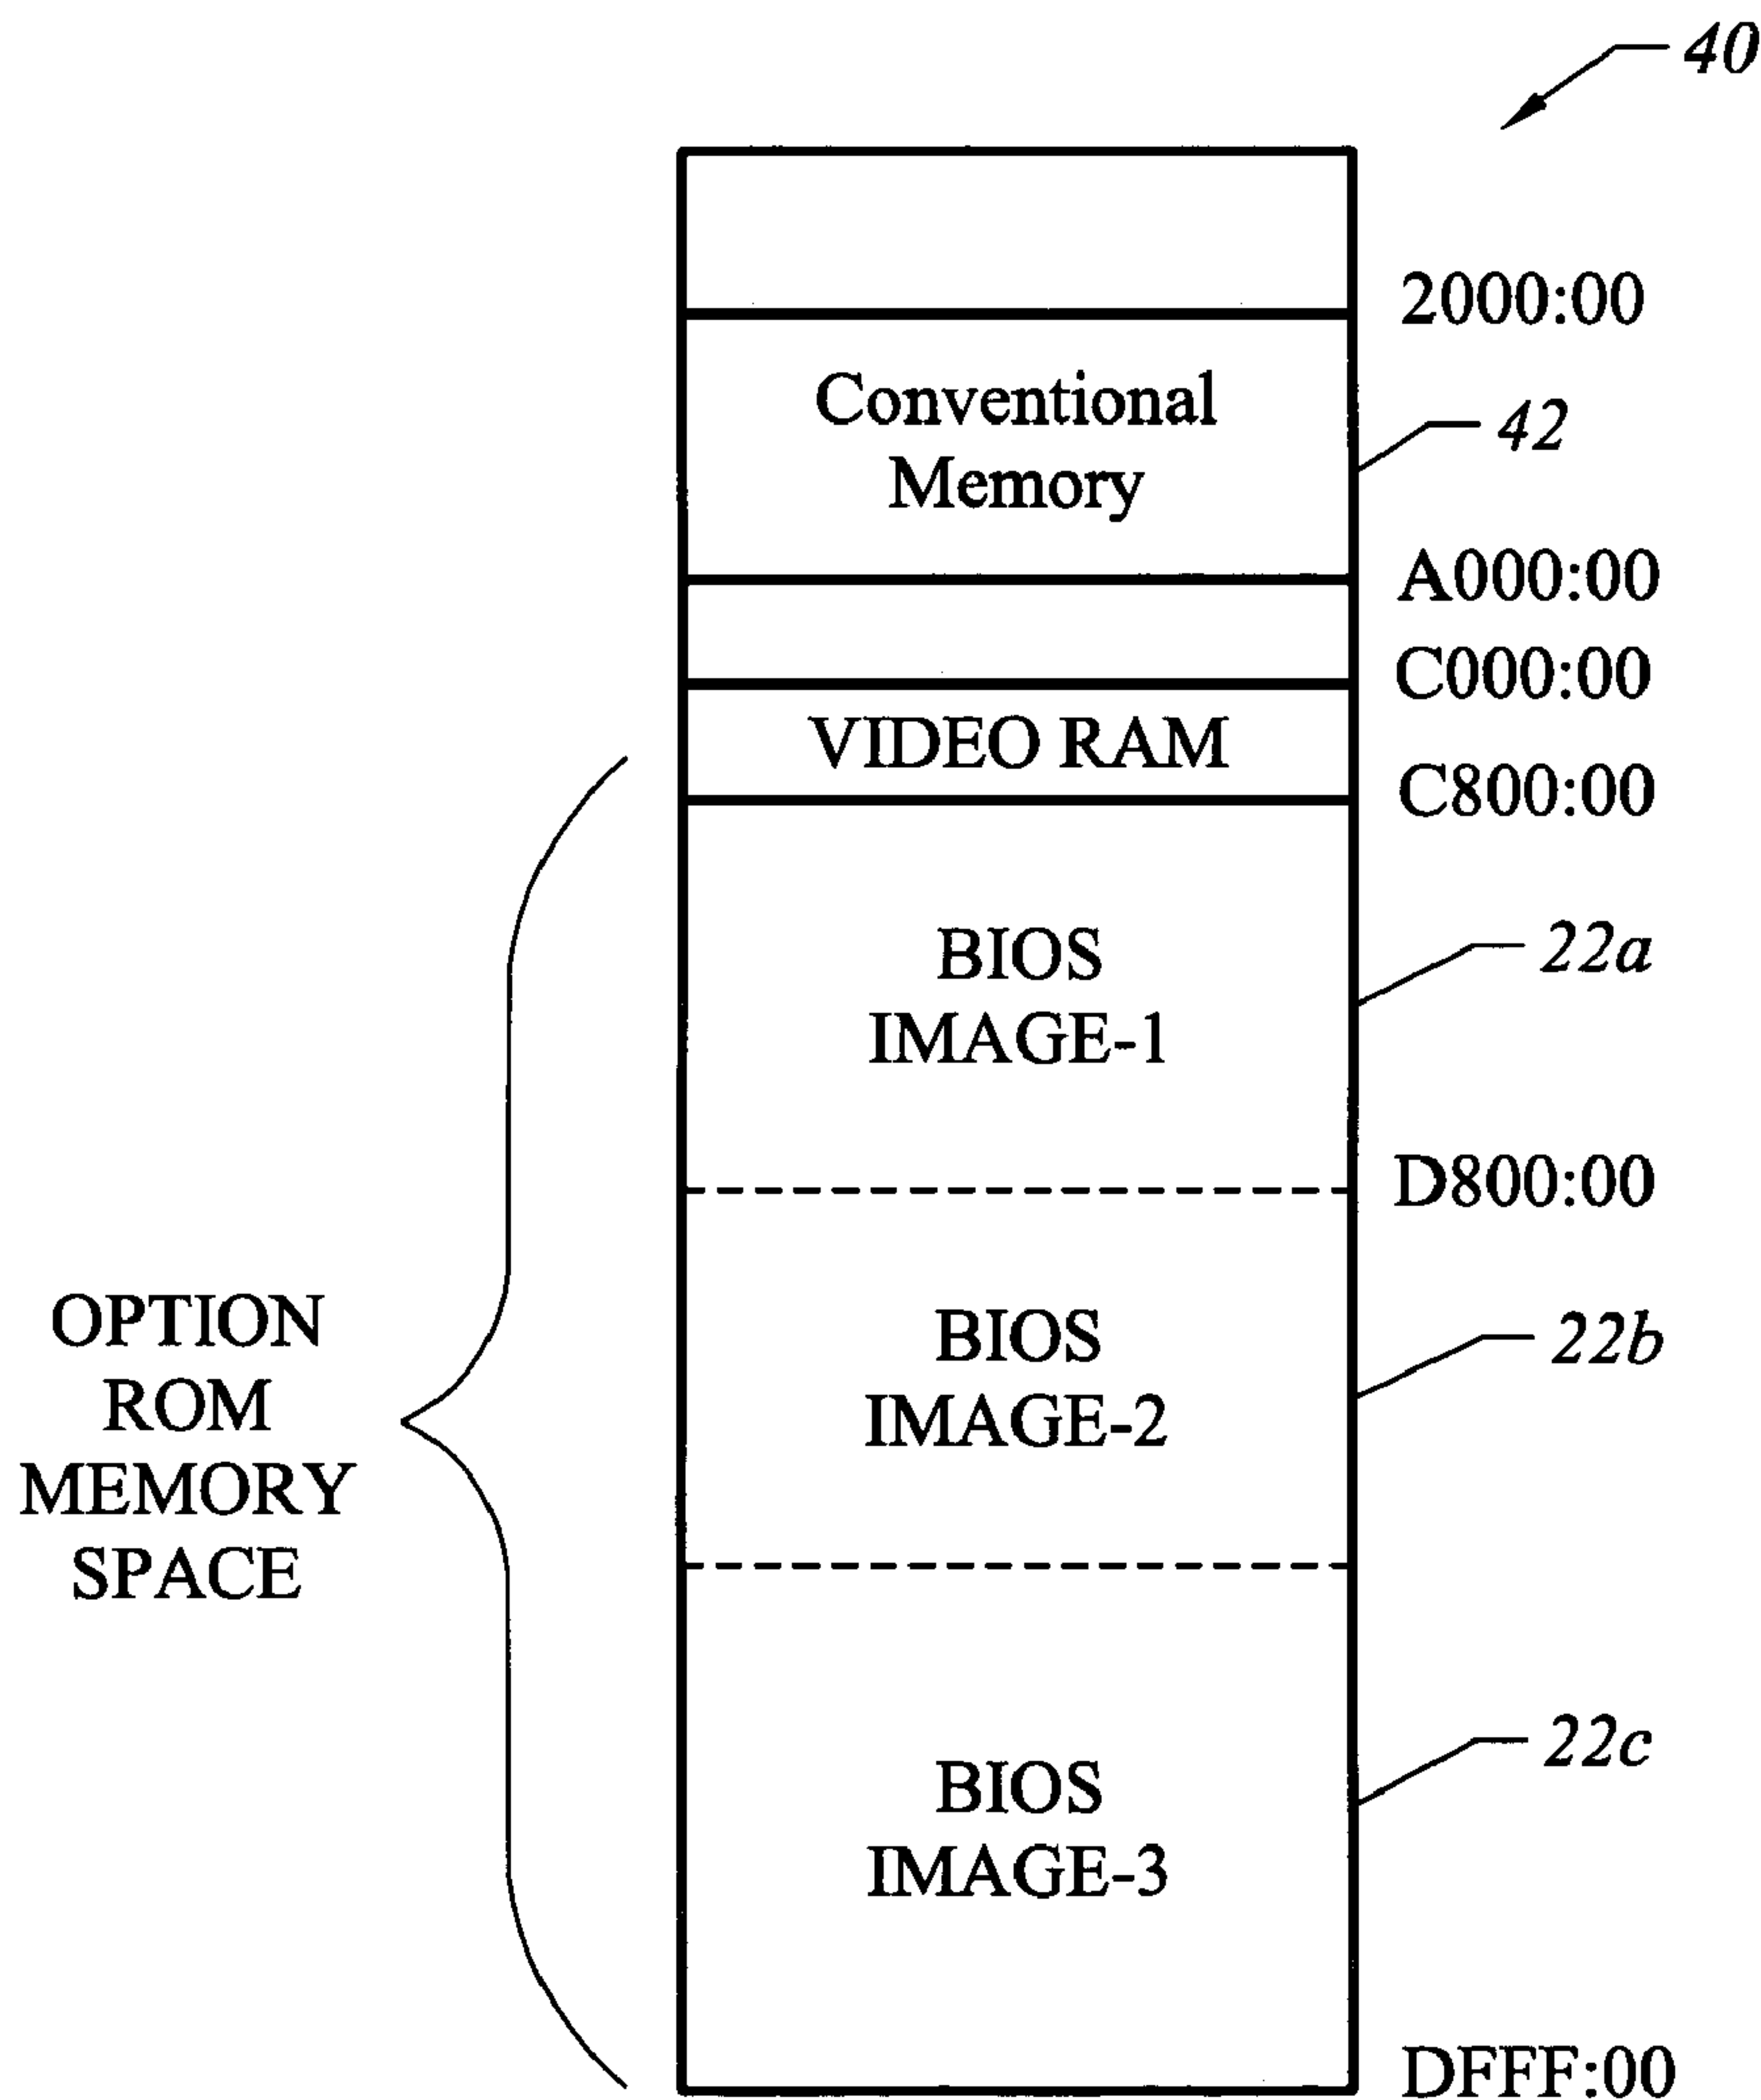 40
2000:00
Conventional
Memory
42
A000:00
C000:00
VIDEO RAM
C800:00
BIOS
IMAGE-1
22a
D800:00
OPTION
ROM
MEMORY
SPACE
BIOS
IMAGE-2
22b
BIOS
IMAGE-3
22c
DFFF:00